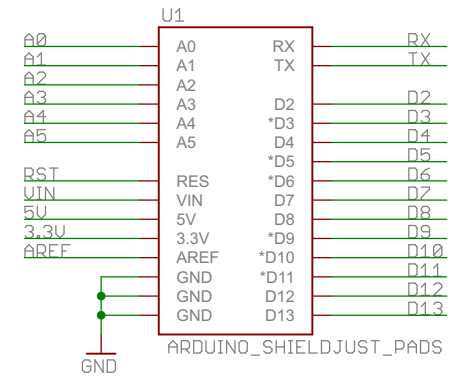 U1
A0 A0 RX RX
A1 A1 TX TX
A2 A2
A3 A3 D2 D2
A4 A4 *D3 D3
A5 A5 D4 D4
*D5 D5
RST RES *D6 D6
VIN VIN D7 D7
5V 5V D8 D8
3.3V 3.3V *D9 D9
AREF AREF *D10 D10
GND *D11 D11
GND D12 D12
GND D13 D13
ARDUINO_SHIELDJUST_PADS
GND